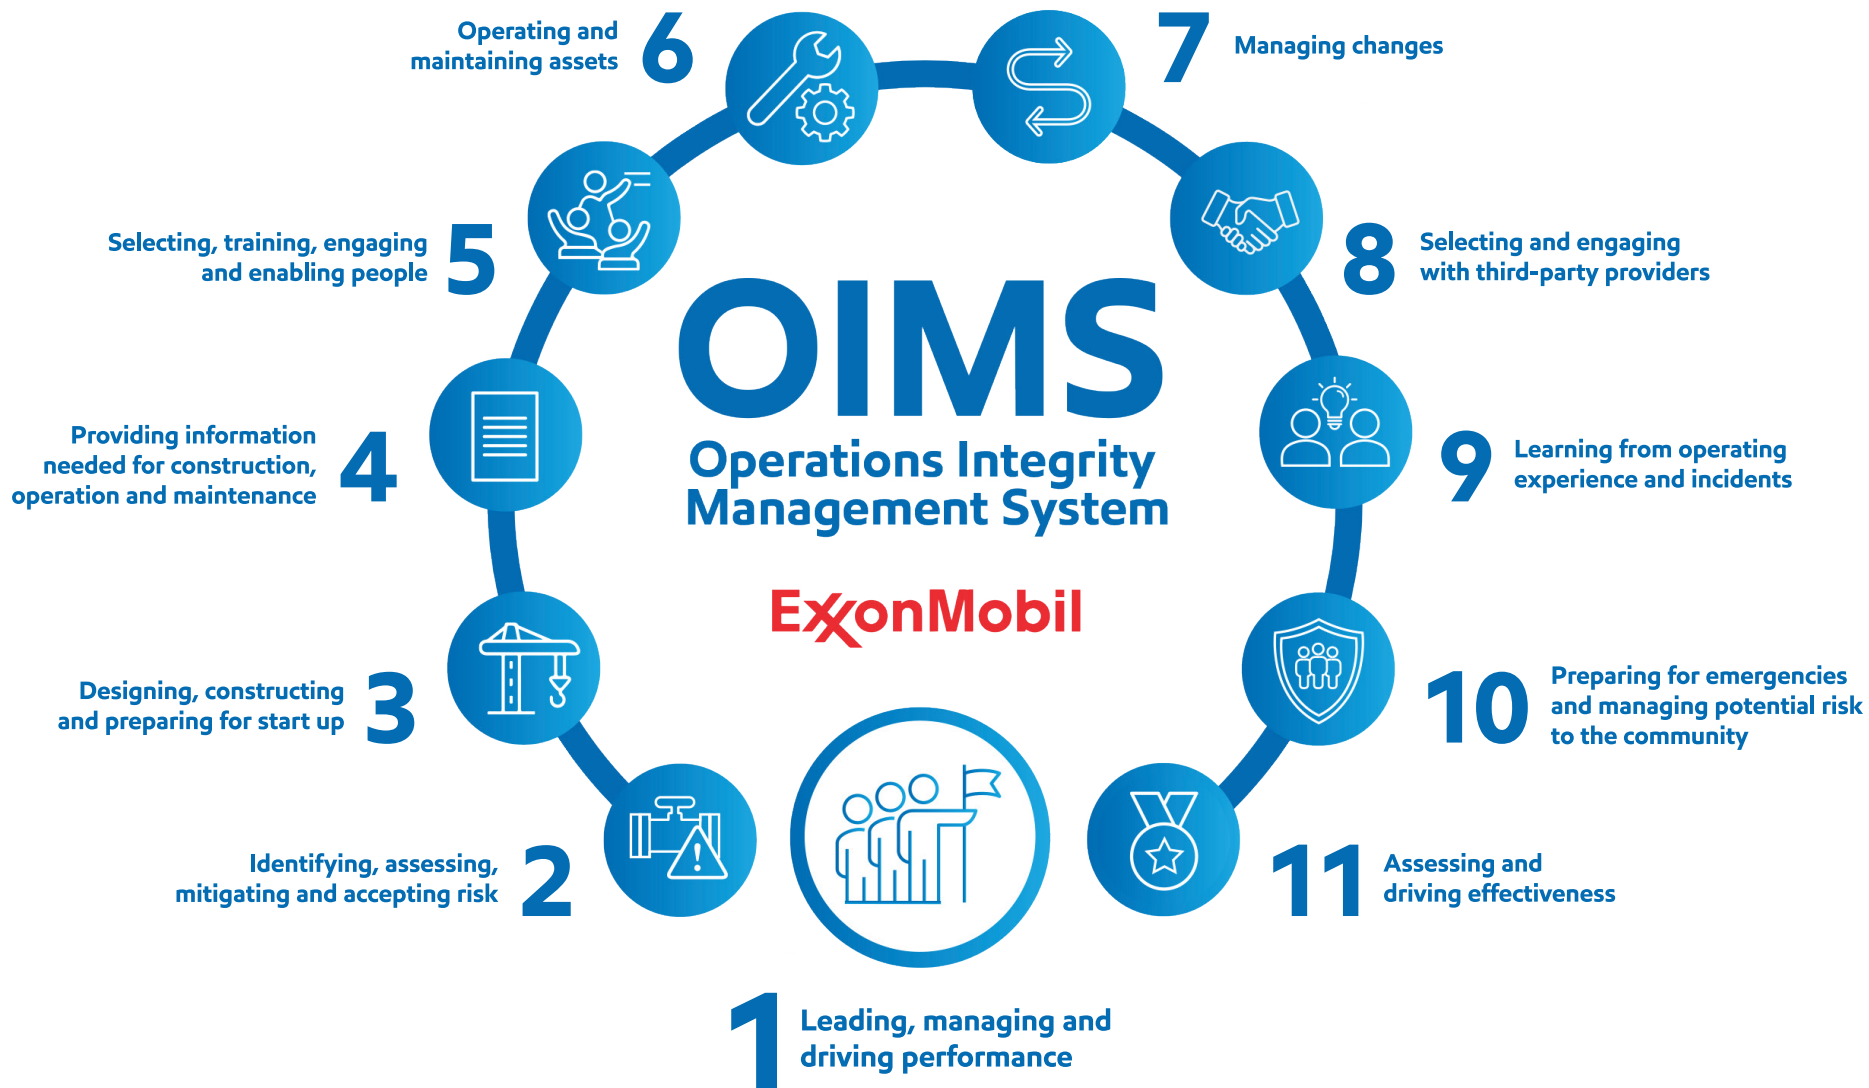 OIMS
Operations Integrity
Management System
ExxonMobil
1
Leading, managing and
driving performance
2
Identifying, assessing,
mitigating and accepting risk
3
Designing, constructing
and preparing for start up
4
Providing information
needed for construction,
operation and maintenance
5
Selecting, training, engaging
and enabling people
6
Operating and
maintaining assets
7
Managing changes
8
Selecting and engaging
with third-party providers
9
Learning from operating
experience and incidents
10
Preparing for emergencies
and managing potential risk
to the community
11
Assessing and
driving effectiveness